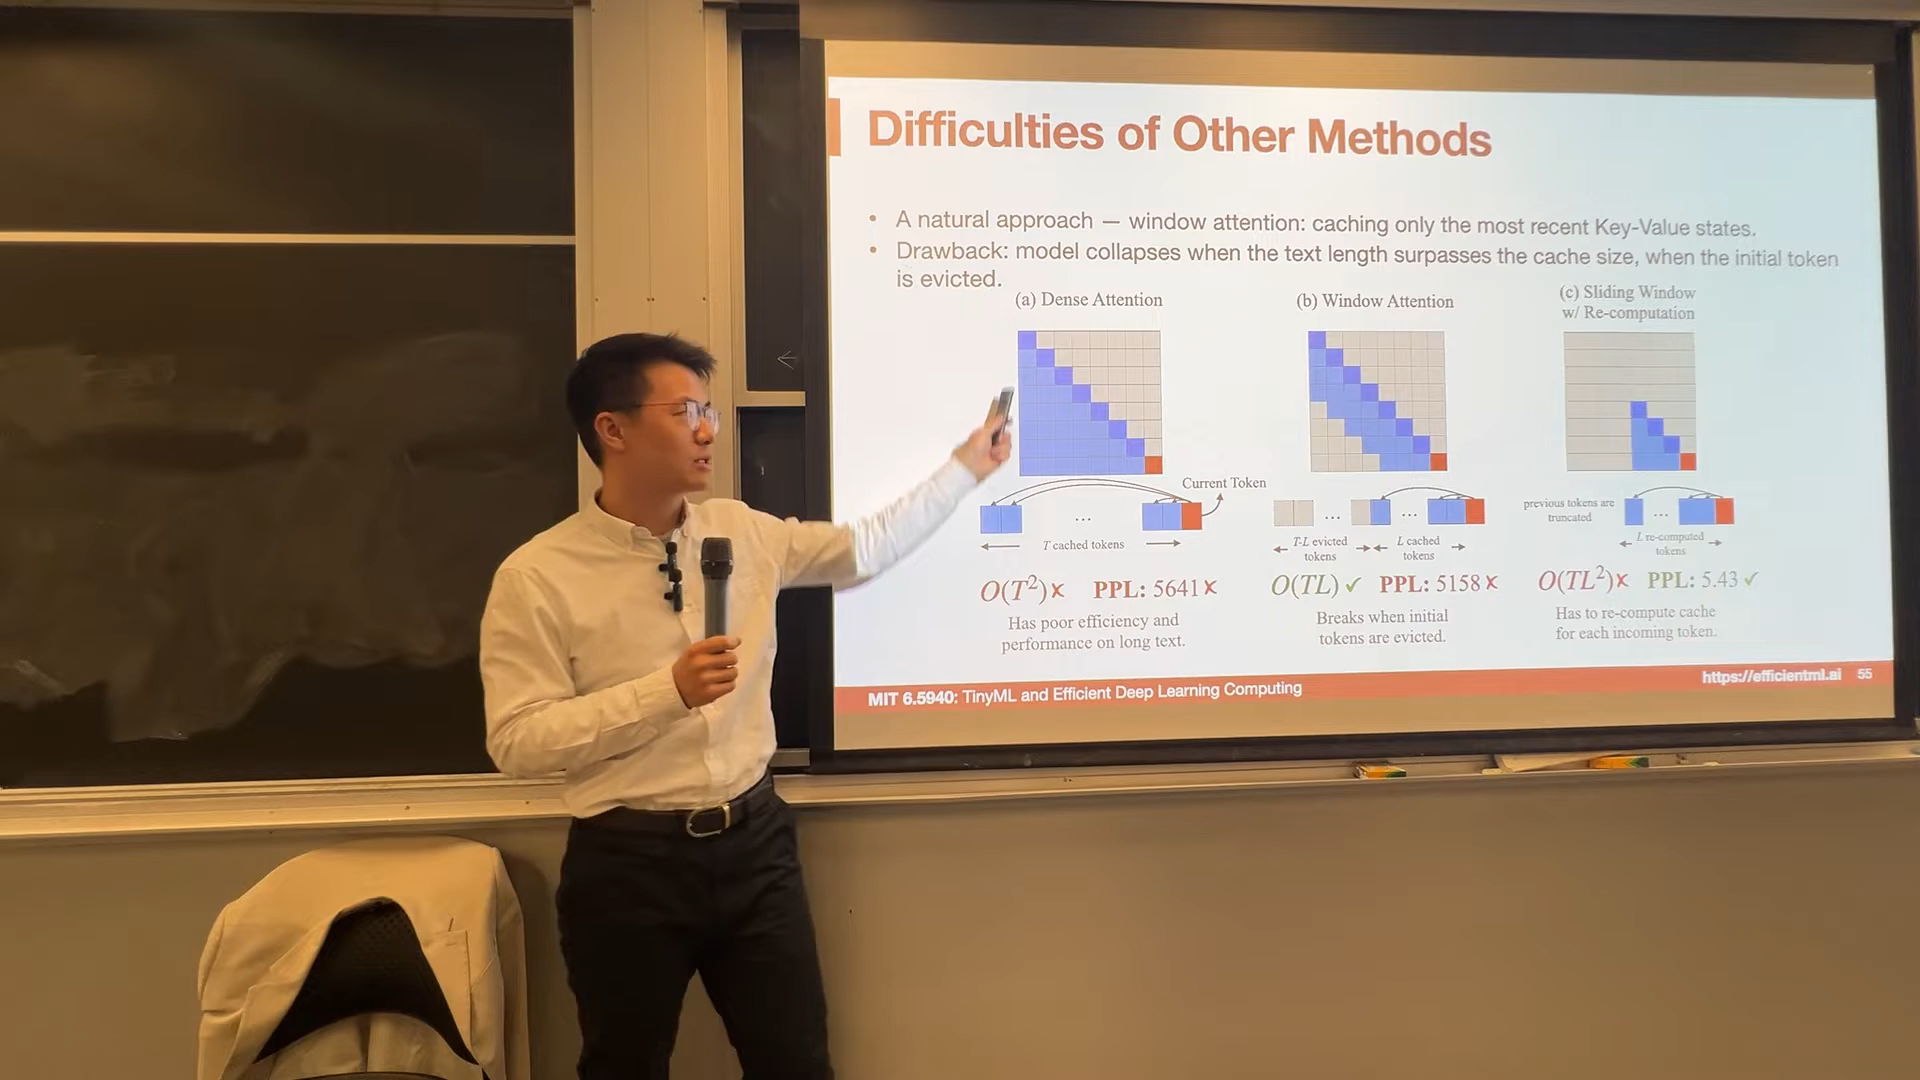 Difficulties of Other Methods
• A natural approach — window attention: caching only the most recent Key-Value states.
• Drawback: model collapses when the text length surpasses the cache size, when the initial token
is evicted.
(a) Dense Attention
Current Token
...
T cached tokens
O(T²)✗ PPL: 5641✗
Has poor efficiency and
performance on long text.
(b) Window Attention
... ...
T-L evicted
tokens
L cached
tokens
O(TL)✓ PPL: 5158✗
Breaks when initial
tokens are evicted.
(c) Sliding Window
w/ Re-computation
previous tokens are
truncated
...
L re-computed
tokens
O(TL²)✗ PPL: 5.43✓
Has to re-compute cache
for each incoming token.
MIT 6.5940: TinyML and Efficient Deep Learning Computing
https://efficientml.ai 55